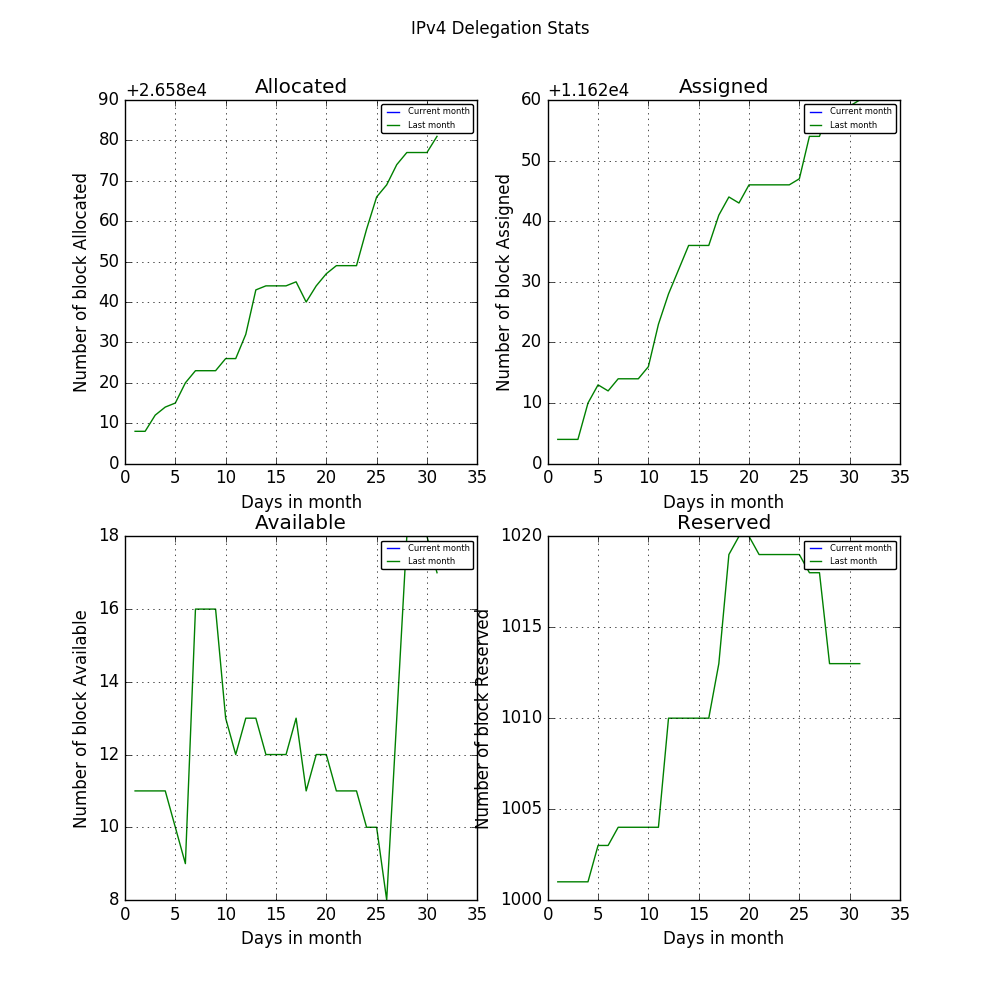 IPv4 Delegation Stats
Allocated
+2.658e4
Number of block Allocated
90
80
70
60
50
40
30
20
10
0
0 5 10 15 20 25 30 35
Days in month
Current month
Last month
Assigned
+1.162e4
Number of block Assigned
60
50
40
30
20
10
0
0 5 10 15 20 25 30 35
Days in month
Current month
Last month
Available
Number of block Available
18
16
14
12
10
8
0 5 10 15 20 25 30 35
Days in month
Current month
Last month
Reserved
Number of block Reserved
1020
1015
1010
1005
1000
0 5 10 15 20 25 30 35
Days in month
Current month
Last month